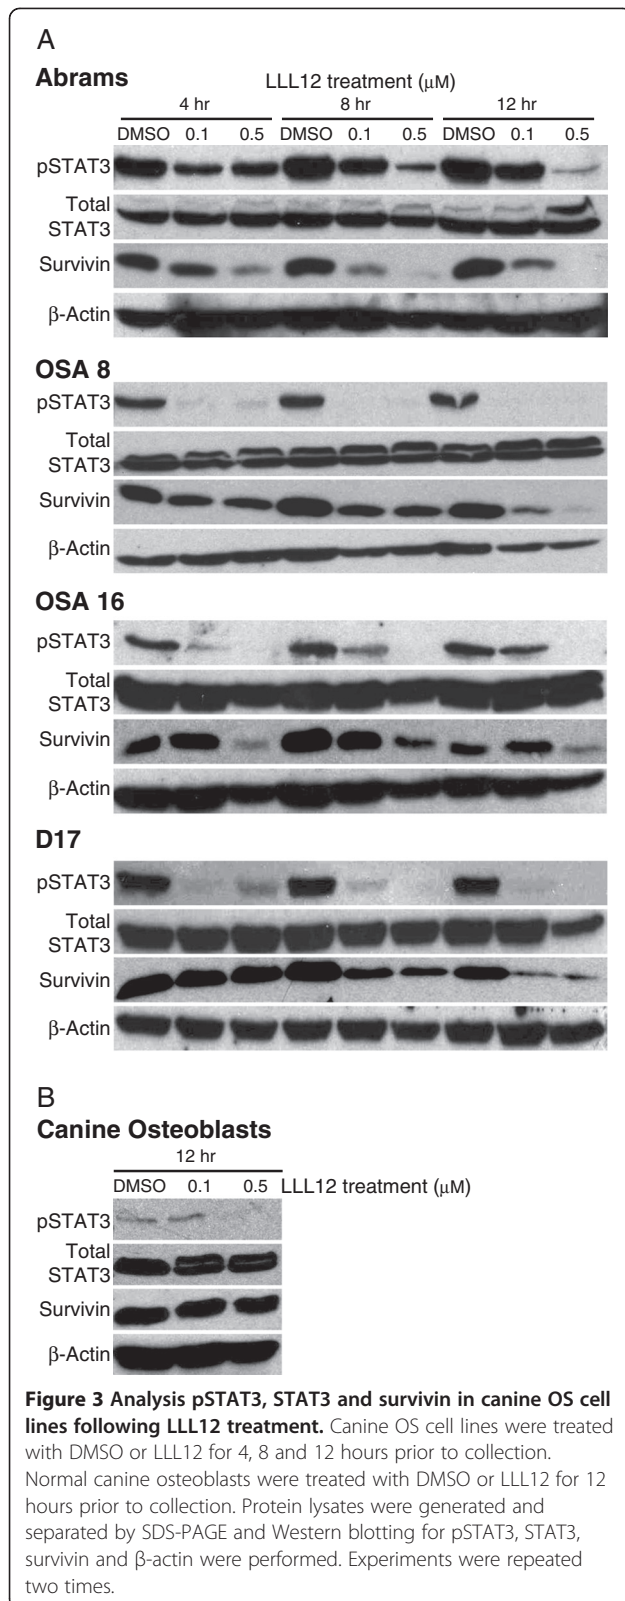 A
Abrams LLL12 treatment (μM)
4 hr 8 hr 12 hr
DMSO 0.1 0.5 DMSO 0.1 0.5 DMSO 0.1 0.5
pSTAT3
Total
STAT3
Survivin
β-Actin
OSA 8
pSTAT3
Total
STAT3
Survivin
β-Actin
OSA 16
pSTAT3
Total
STAT3
Survivin
β-Actin
D17
pSTAT3
Total
STAT3
Survivin
β-Actin
B
Canine Osteoblasts
12 hr
DMSO 0.1 0.5 LLL12 treatment (μM)
pSTAT3
Total
STAT3
Survivin
β-Actin
Figure 3 Analysis pSTAT3, STAT3 and survivin in canine OS cell
lines following LLL12 treatment. Canine OS cell lines were treated
with DMSO or LLL12 for 4, 8 and 12 hours prior to collection.
Normal canine osteoblasts were treated with DMSO or LLL12 for 12
hours prior to collection. Protein lysates were generated and
separated by SDS-PAGE and Western blotting for pSTAT3, STAT3,
survivin and β-actin were performed. Experiments were repeated
two times.